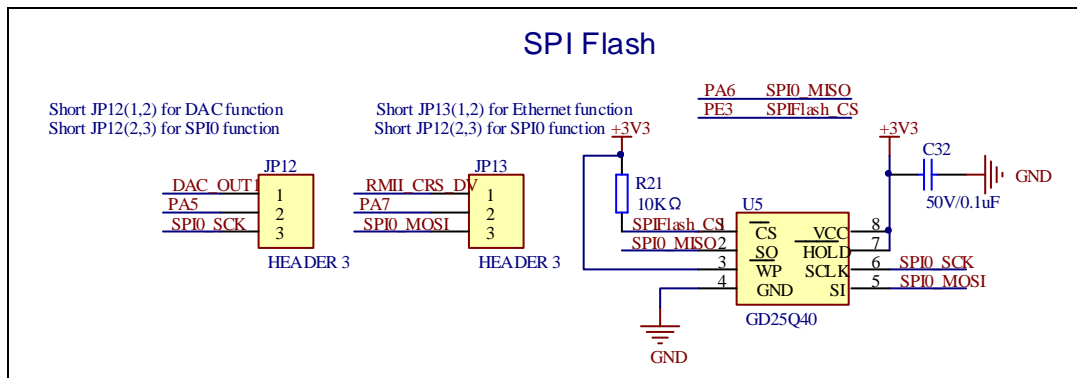 SPI Flash
Short JP12(1,2) for DAC function
Short JP12(2,3) for SPI0 function
Short JP13(1,2) for Ethernet function
Short JP12(2,3) for SPI0 function
PA6 SPI0_MISO
PE3 SPIFlash_CS
JP12
DAC_OUT1 1
PA5 2
SPI0_SCK 3
HEADER 3
JP13
RMII_CRS_DV 1
PA7 2
SPI0_MOSI 3
HEADER 3
+3V3
R21
10KΩ
+3V3
C32
50V/0.1uF
GND
U5
SPIFlash_CS 1 CS VCC 8
SPI0_MISO 2 SO HOLD 7
3 WP SCLK 6 SPI0_SCK
4 GND SI 5 SPI0_MOSI
GD25Q40
GND